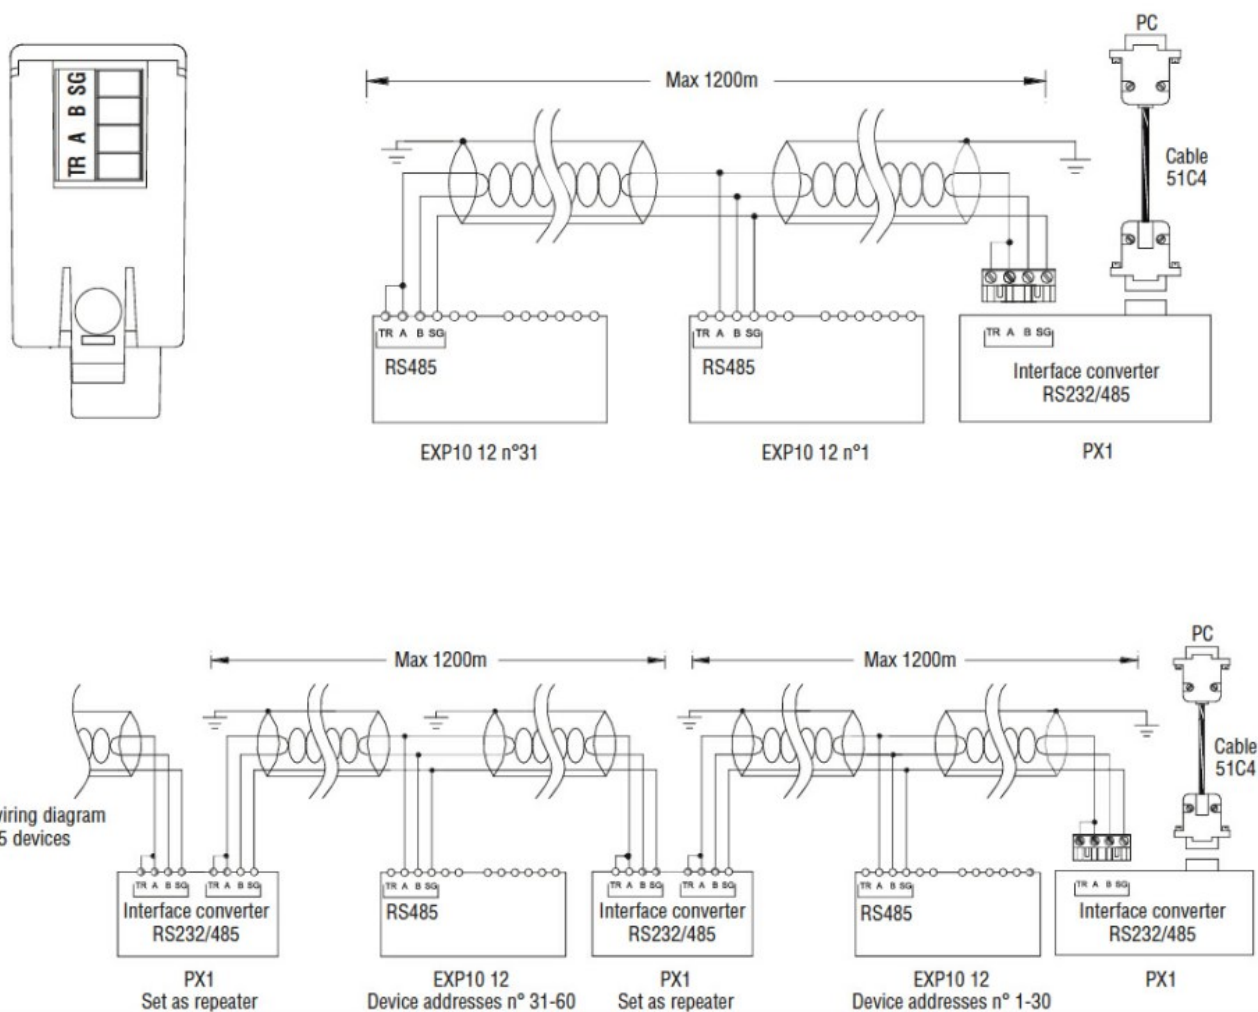 TR A B SG
Max 1200m
PC
Cable
51C4
TR A B SG
RS485
EXP10 12 n°31
TR A B SG
RS485
EXP10 12 n°1
TR A B SG
Interface converter
RS232/485
PX1
Max 1200m
Max 1200m
PC
Cable
51C4
wiring diagram
5 devices
TR A B SG
TR A B SG
Interface converter
RS232/485
PX1
Set as repeater
TR A B SG
RS485
EXP10 12
Device addresses n° 31-60
TR A B SG
TR A B SG
Interface converter
RS232/485
PX1
Set as repeater
TR A B SG
RS485
EXP10 12
Device addresses n° 1-30
TR A B SG
Interface converter
RS232/485
PX1